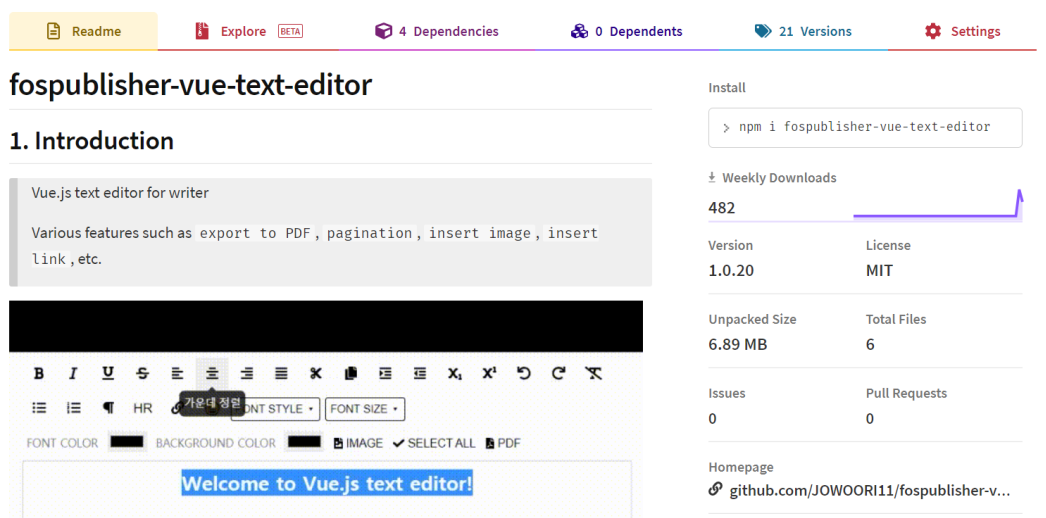 Readme
Explore BETA
4 Dependencies
0 Dependents
21 Versions
Settings
fospublisher-vue-text-editor
1. Introduction
Vue.js text editor for writer
Various features such as export to PDF, pagination, insert image, insert
link, etc.
B I U S X₁ X¹
HR FONT STYLE FONT SIZE
가운데 정렬
FONT COLOR BACKGROUND COLOR IMAGE SELECT ALL PDF
Welcome to Vue.js text editor!
Install
> npm i fospublisher-vue-text-editor
Weekly Downloads
482
Version License
1.0.20 MIT
Unpacked Size Total Files
6.89 MB 6
Issues Pull Requests
0 0
Homepage
github.com/JOWOORI11/fospublisher-v...